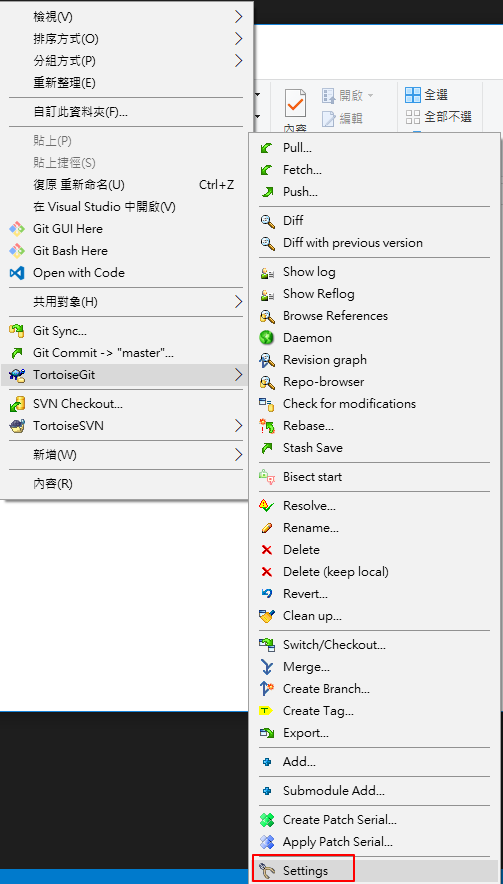 檢視(V)
排序方式(O)
分組方式(P)
重新整理(E)
自訂此資料夾(F)...
貼上(P)
貼上捷徑(S)
復原 重新命名(U) Ctrl+Z
在 Visual Studio 中開啟(V)
Git GUI Here
Git Bash Here
Open with Code
共用對象(H)
Git Sync...
Git Commit -> "master"...
TortoiseGit
SVN Checkout...
TortoiseSVN
新增(W)
內容(R)
內容
開啟
編輯
全選
全部不選
Pull...
Fetch...
Push...
Diff
Diff with previous version
Show log
Show Reflog
Browse References
Daemon
Revision graph
Repo-browser
Check for modifications
Rebase...
Stash Save
Bisect start
Resolve...
Rename...
Delete
Delete (keep local)
Revert...
Clean up...
Switch/Checkout...
Merge...
Create Branch...
Create Tag...
Export...
Add...
Submodule Add...
Create Patch Serial...
Apply Patch Serial...
Settings